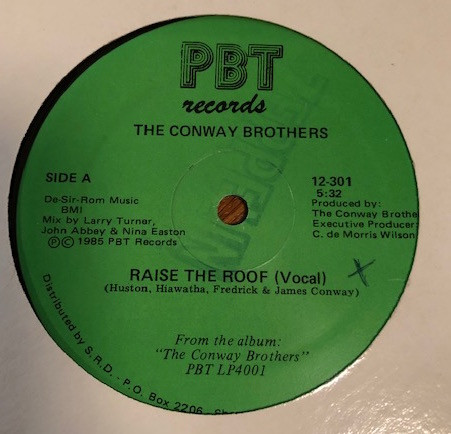 PBT
records
THE CONWAY BROTHERS
SIDE A
12-301
5:32
De-Sir-Rom Music
BMI
Mix by Larry Turner,
John Abbey & Nina Easton
Ⓟ© 1985 PBT Records
Produced by:
The Conway Brothe
Executive Producer:
C. de Morris Wilson
RAISE THE ROOF (Vocal) X
(Huston, Hiawatha, Fredrick & James Conway)
From the album:
"The Conway Brothers"
PBT LP4001
Distributed by S.R.D. - P.O. Box 2206